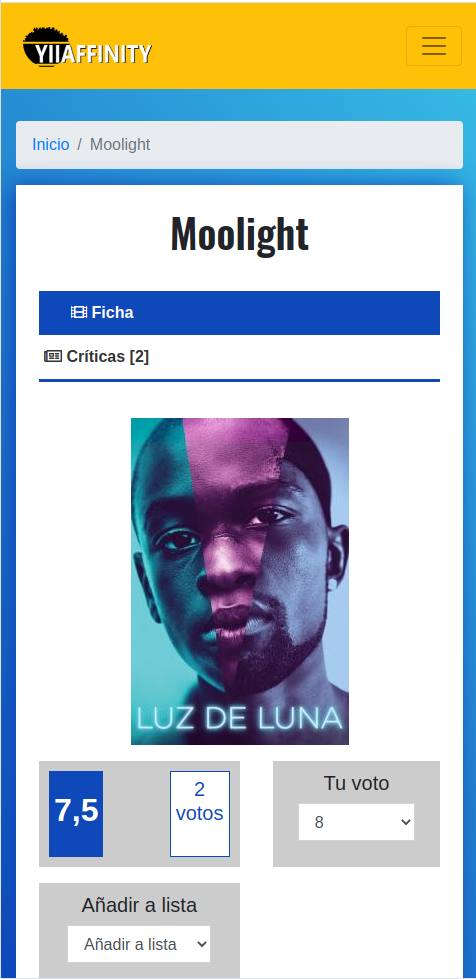 YIIAFFINITY
Inicio / Moolight
Moolight
Ficha
Críticas [2]
LUZ DE LUNA
7,5
2
votos
Tu voto
8
Añadir a lista
Añadir a lista